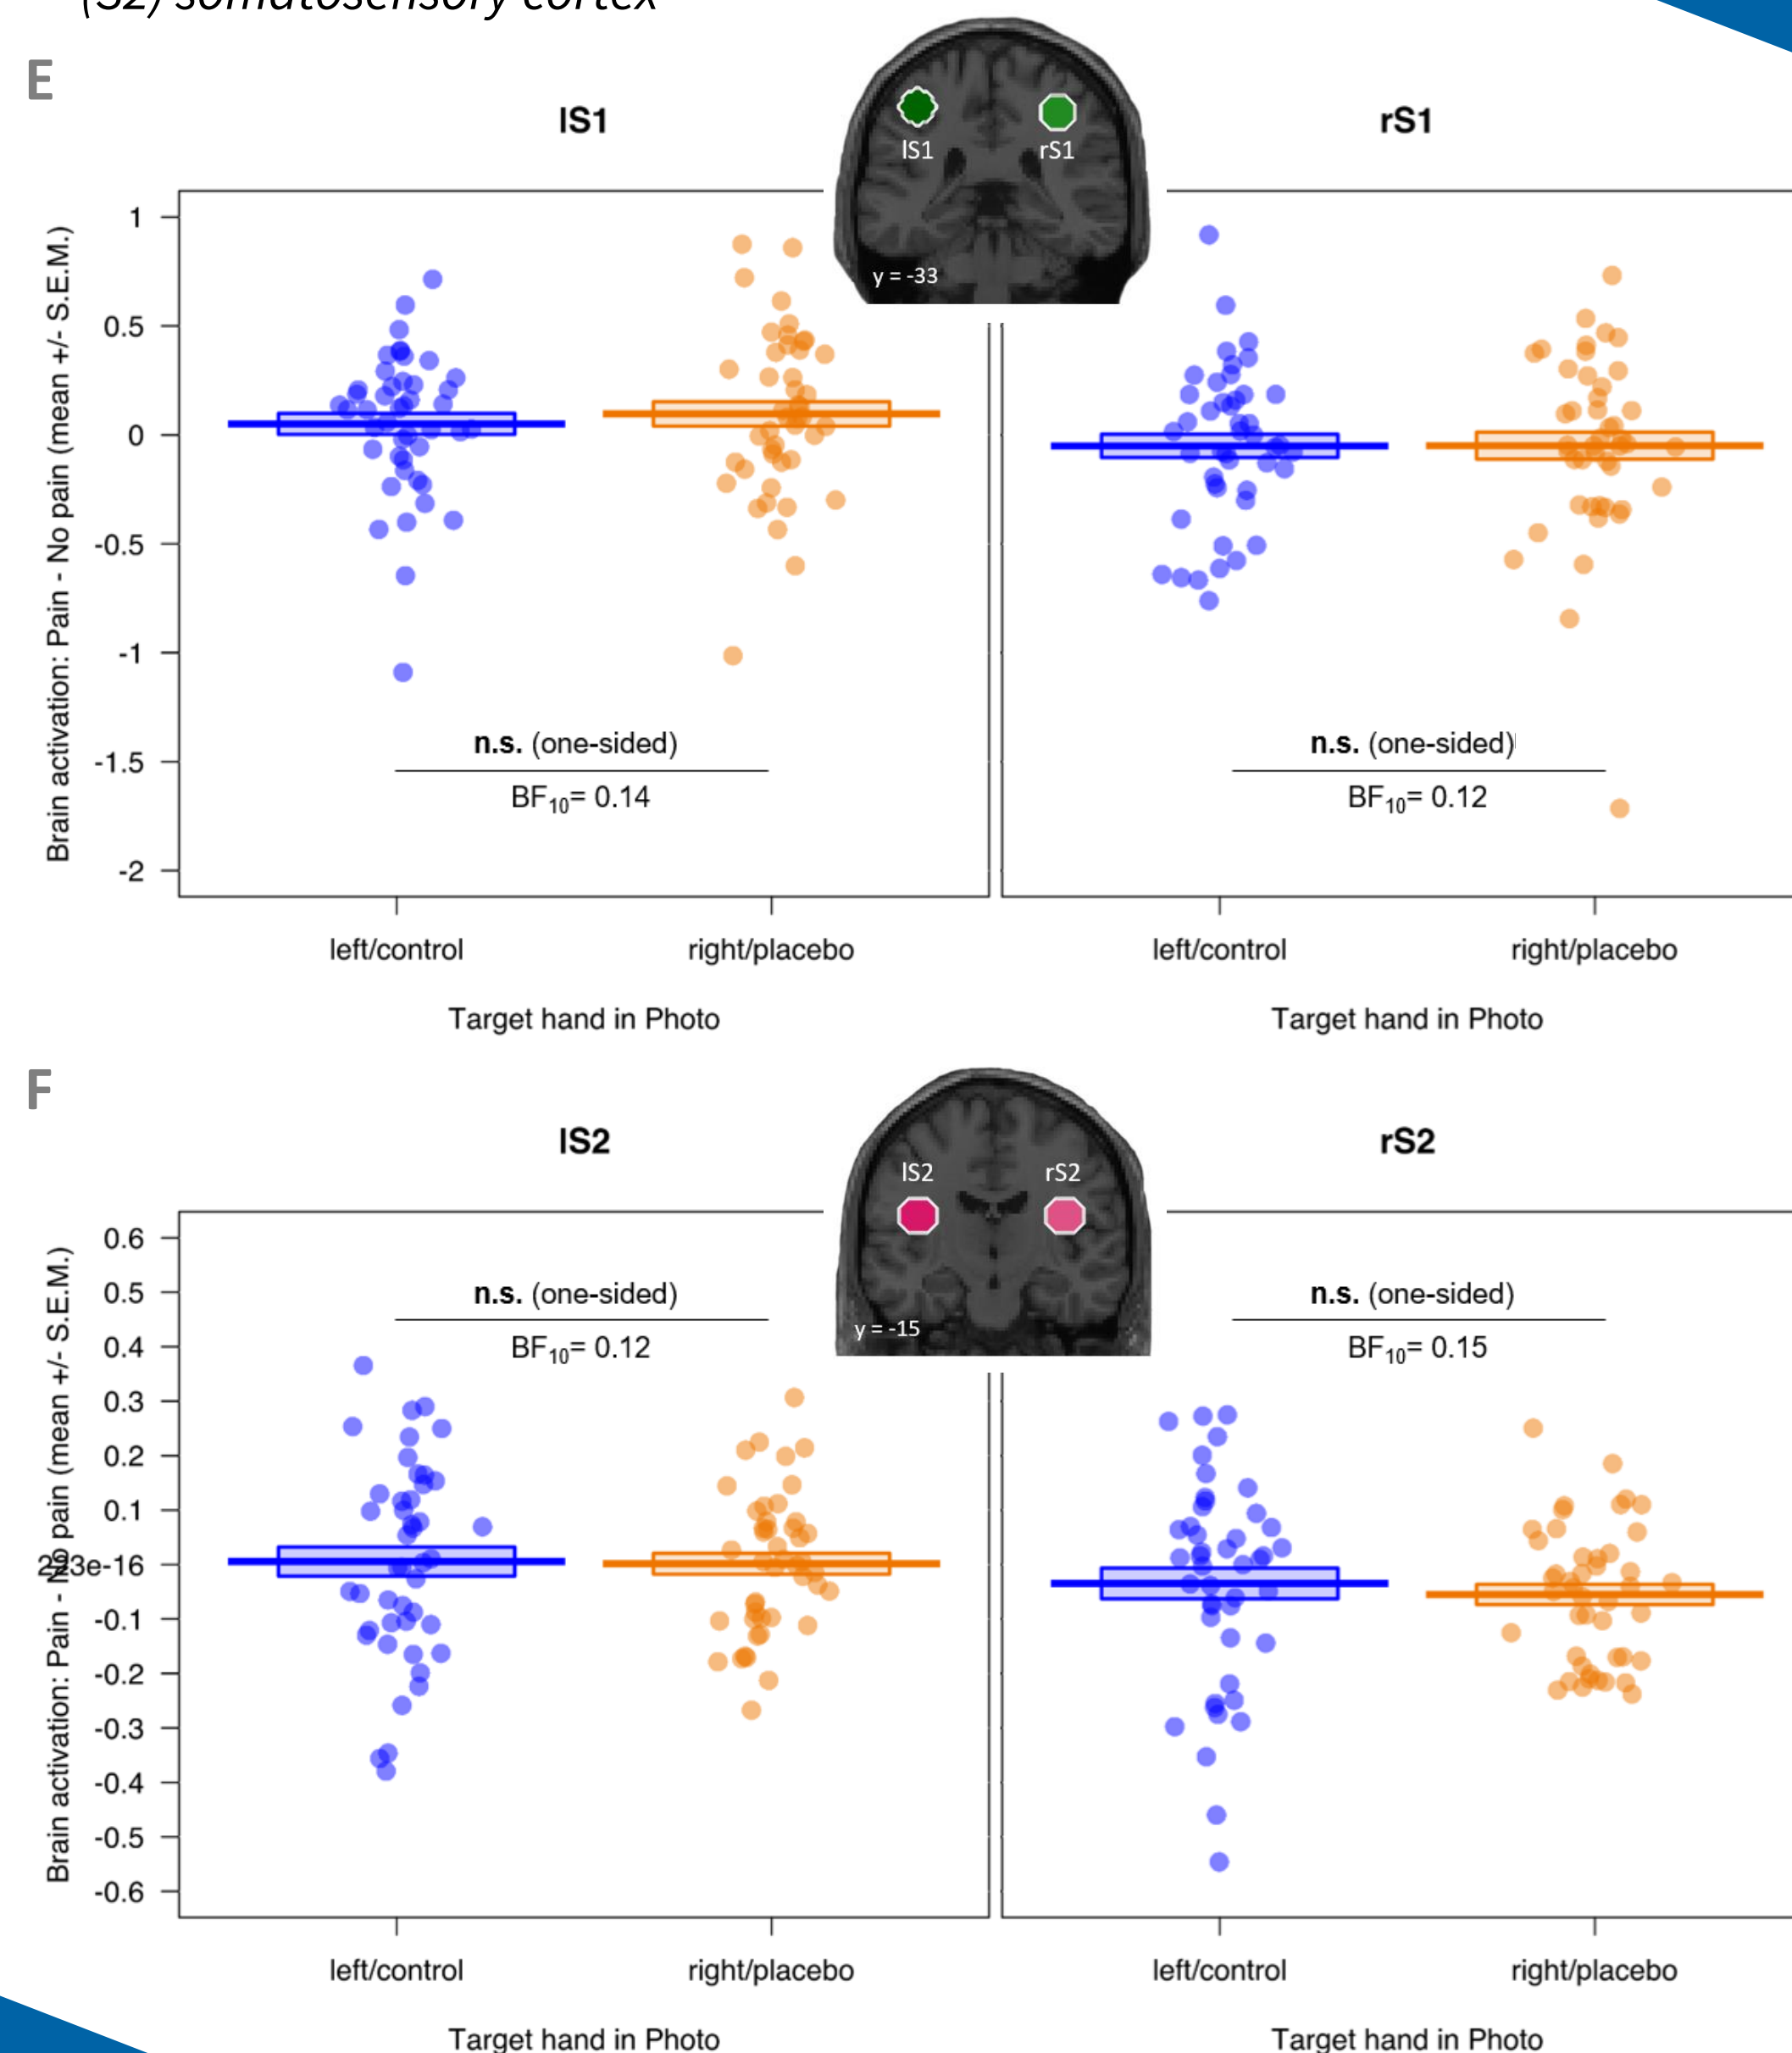 (S2) somatosensory cortex
E
lS1
rS1
lS1
rS1
y = -33
Brain activation: Pain - No pain (mean +/- S.E.M.)
1
0.5
0
-0.5
-1
-1.5
-2
n.s. (one-sided)
BF10= 0.14
n.s. (one-sided)
BF10= 0.12
left/control
right/placebo
left/control
right/placebo
Target hand in Photo
Target hand in Photo
F
lS2
rS2
lS2
rS2
y = -15
Brain activation: Pain - No pain (mean +/- S.E.M.)
0.6
0.5
0.4
0.3
0.2
0.1
-0.1
-0.2
-0.3
-0.4
-0.5
-0.6
n.s. (one-sided)
BF10= 0.12
n.s. (one-sided)
BF10= 0.15
left/control
right/placebo
left/control
right/placebo
Target hand in Photo
Target hand in Photo